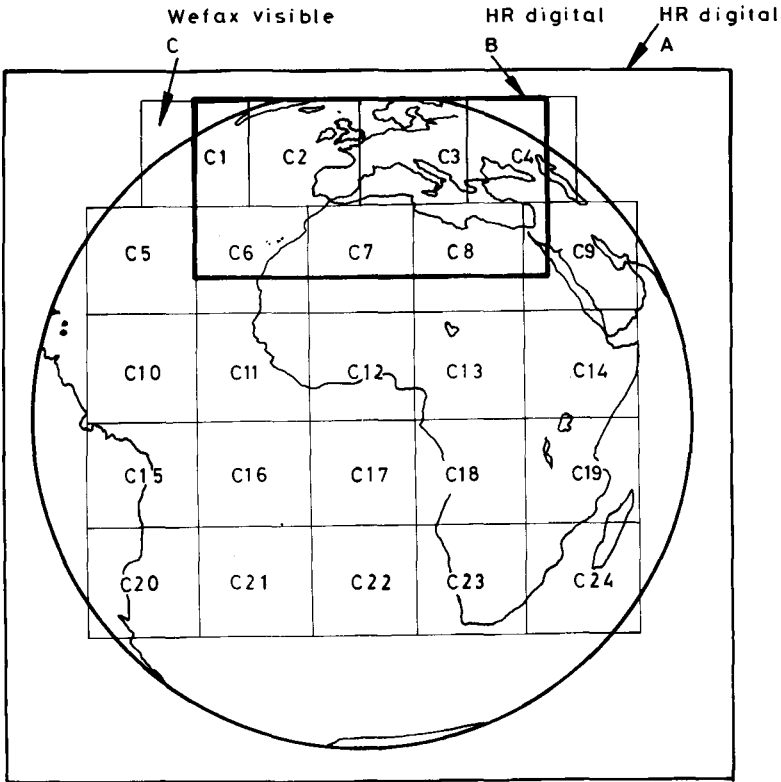 Wefax visible HR digital HR digital
C B A
C1 C2 C3 C4
C5 C6 C7 C8 C9
C10 C11 C12 C13 C14
C15 C16 C17 C18 C19
C20 C21 C22 C23 C24